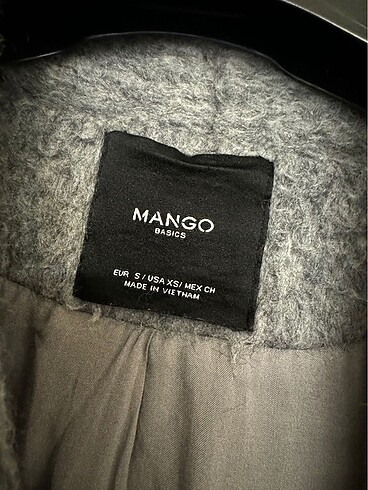 MANGO
BASICS
EUR S / USA XS / MEX CH
MADE IN VIETNAM